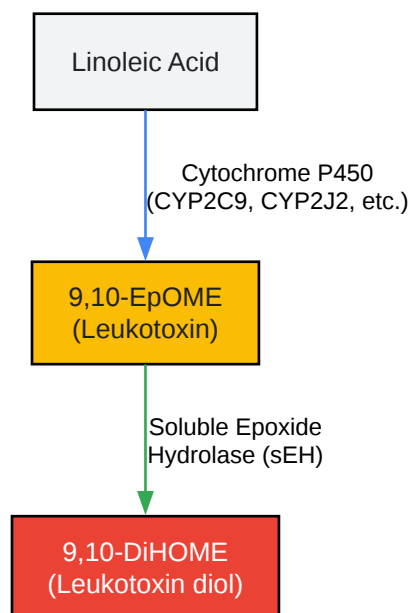 Linoleic Acid
Cytochrome P450
(CYP2C9, CYP2J2, etc.)
9,10-EpOME
(Leukotoxin)
Soluble Epoxide
Hydrolase (sEH)
9,10-DiHOME
(Leukotoxin diol)